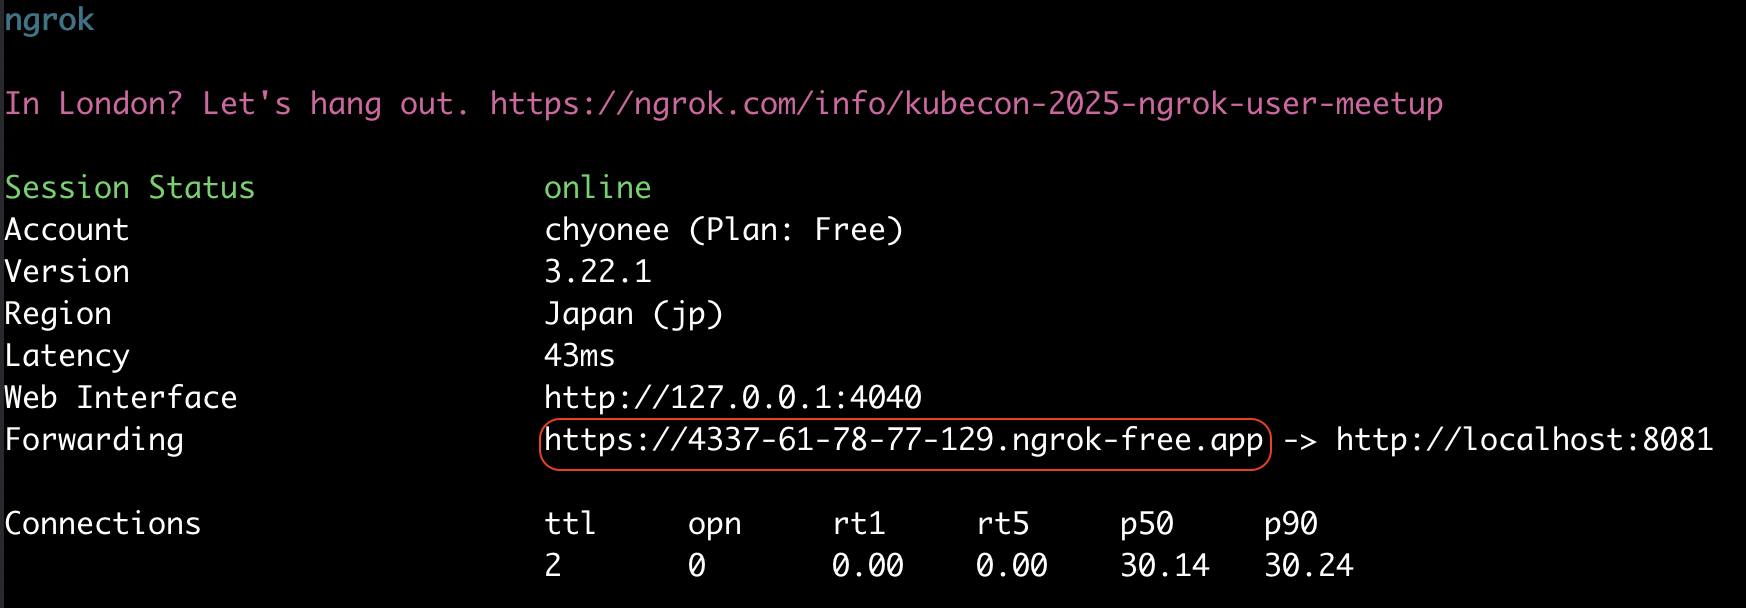 ngrok
In London? Let's hang out. https://ngrok.com/info/kubecon-2025-ngrok-user-meetup
Session Status online
Account chyonee (Plan: Free)
Version 3.22.1
Region Japan (jp)
Latency 43ms
Web Interface http://127.0.0.1:4040
Forwarding https://4337-61-78-77-129.ngrok-free.app -> http://localhost:8081
Connections ttl opn rt1 rt5 p50 p90
2 0 0.00 0.00 30.14 30.24